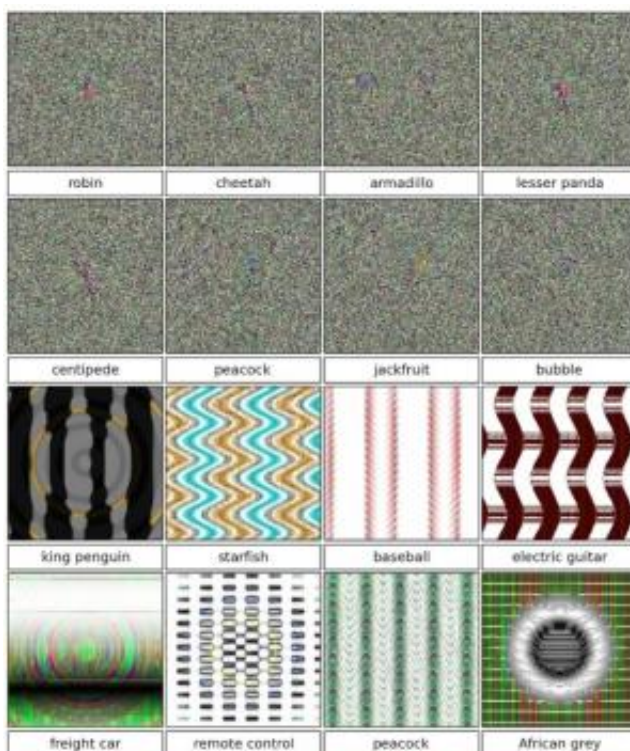 robin cheetah armadillo lesser panda
centipede peacock jackfruit bubble
king penguin starfish baseball electric guitar
freight car remote control peacock African grey